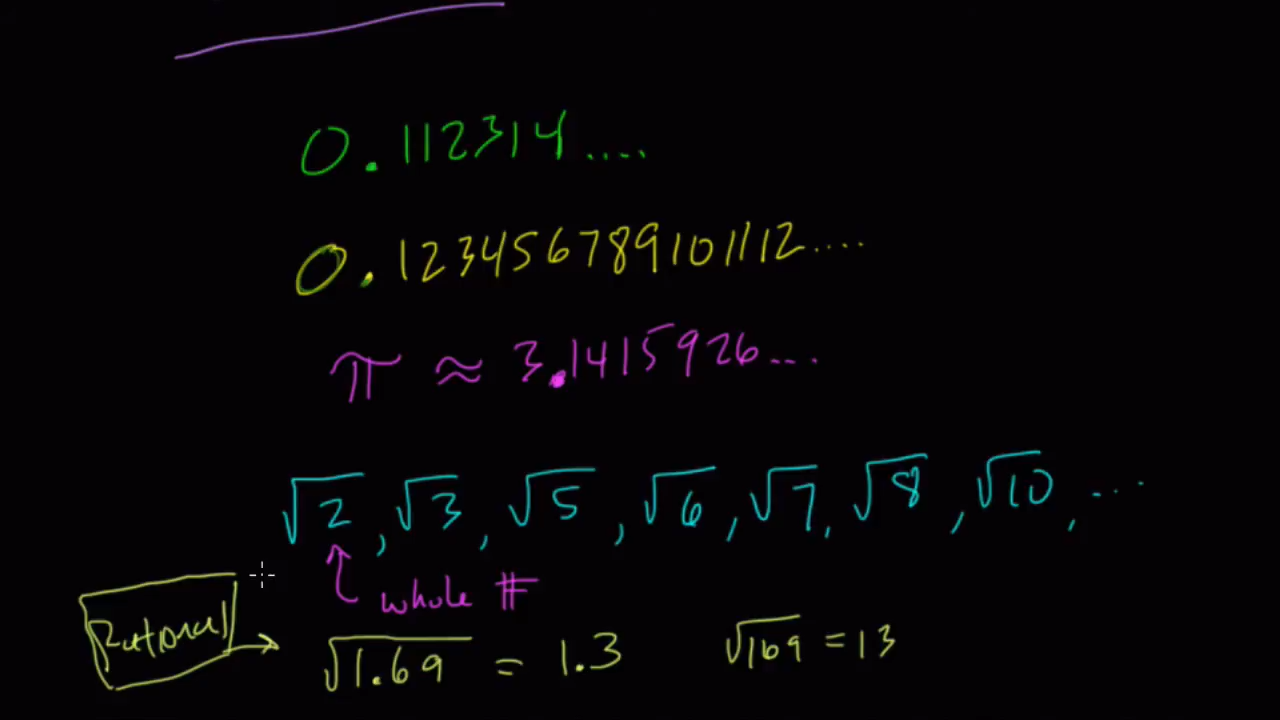 0.112314....
0.123456789101112....
π ≈ 3.1415926...
√2, √3, √5, √6, √7, √8, √10, ...
whole #
Rational → √1.69 = 1.3 √169 = 13